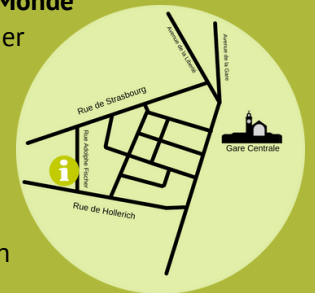 Monde
er
Avenue de la Liberté
Avenue de la Gare
Rue de Strasbourg
Rue Adolphe Fischer
Gare Centrale
i
Rue de Hollerich
n